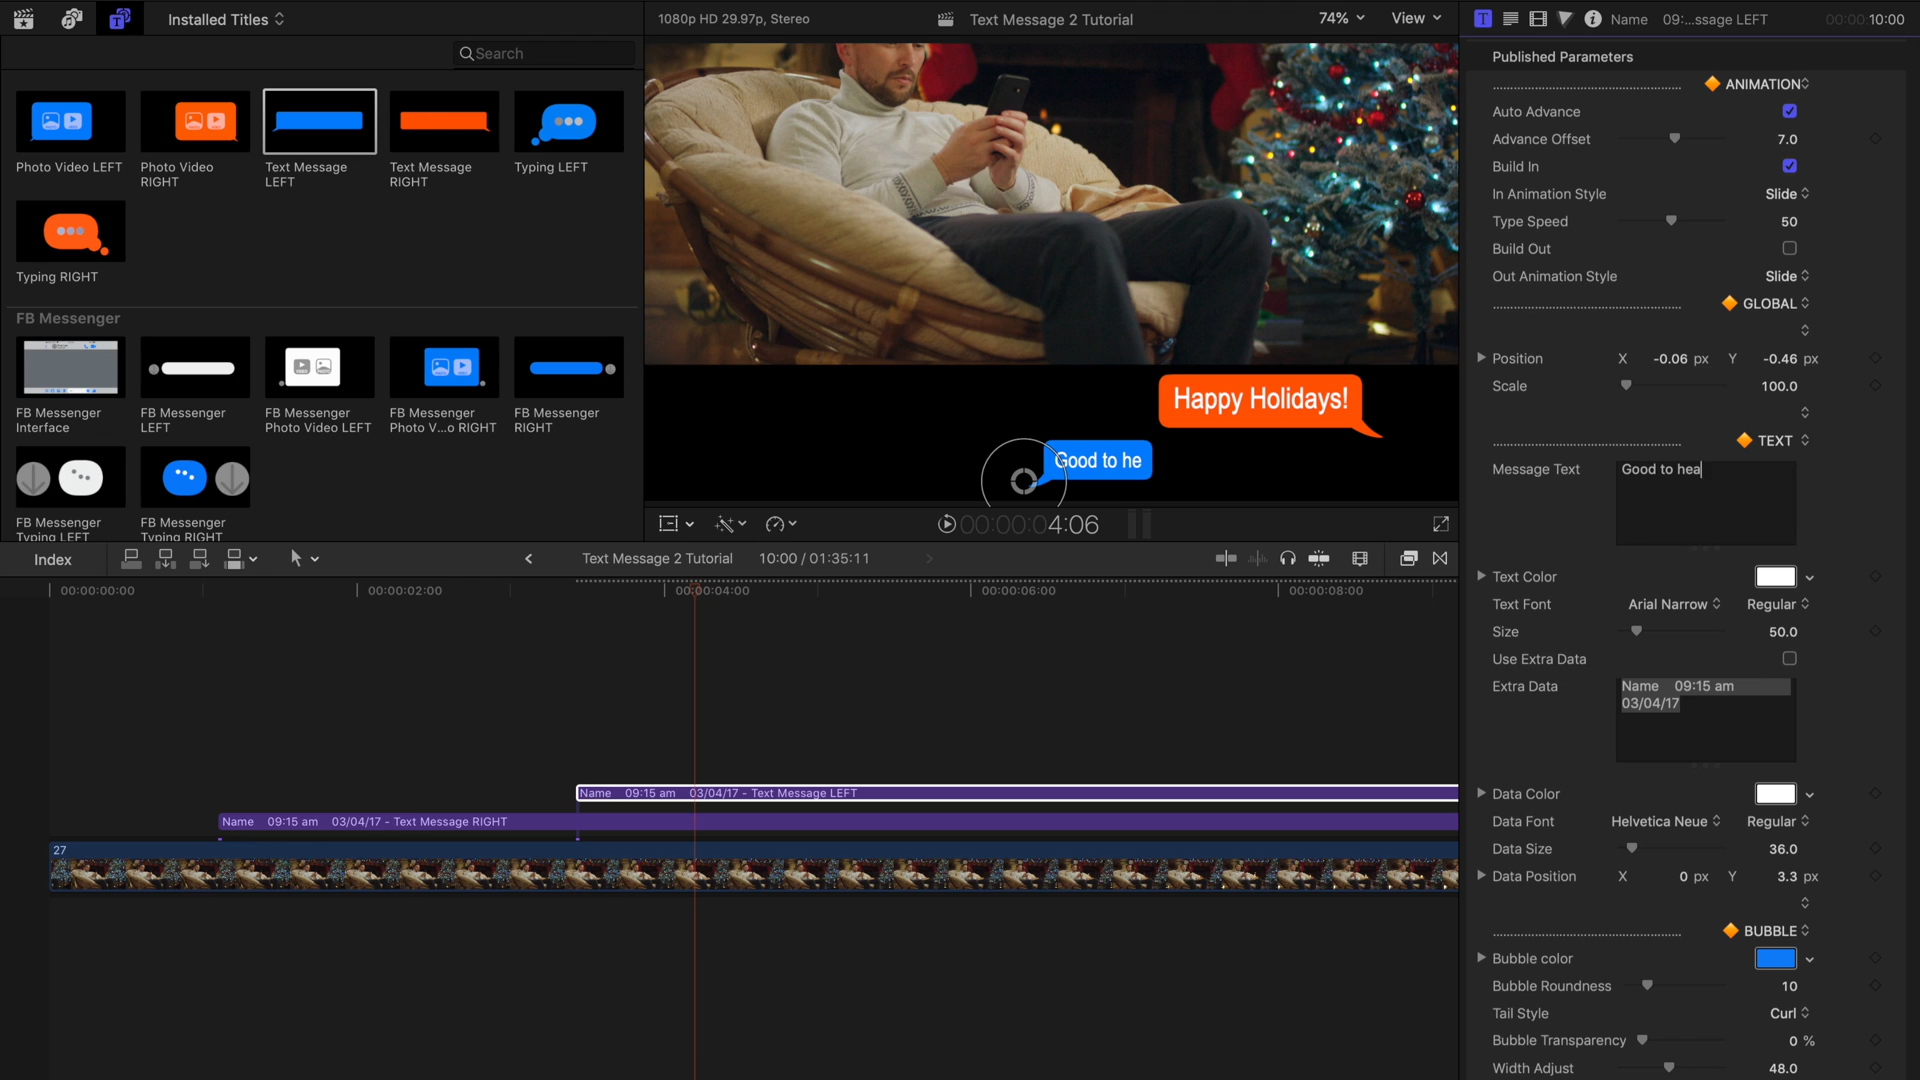 Installed Titles
1080p HD 29.97p, Stereo
Text Message 2 Tutorial
74%
View
Name 09:...ssage LEFT
00:00:10:00
Search
Photo Video LEFT
Photo Video
RIGHT
Text Message
LEFT
Text Message
RIGHT
Typing LEFT
Typing RIGHT
FB Messenger
FB Messenger
Interface
FB Messenger
LEFT
FB Messenger
Photo Video LEFT
FB Messenger
Photo V...o RIGHT
FB Messenger
RIGHT
FB Messenger
Typing LEFT
FB Messenger
Typing RIGHT
Happy Holidays!
Good to he
00:00:04:06
Published Parameters
ANIMATION
Auto Advance
Advance Offset 7.0
Build In
In Animation Style Slide
Type Speed 50
Build Out
Out Animation Style Slide
GLOBAL
Position X -0.06 px Y -0.46 px
Scale 100.0
TEXT
Message Text Good to hea
Text Color
Text Font Arial Narrow Regular
Size 50.0
Use Extra Data
Extra Data Name 09:15 am
03/04/17
Data Color
Data Font Helvetica Neue Regular
Data Size 36.0
Data Position X 0 px Y 3.3 px
BUBBLE
Bubble color
Bubble Roundness 10
Tail Style Curl
Bubble Transparency 0 %
Width Adjust 48.0
Index
Text Message 2 Tutorial
10:00 / 01:35:11
00:00:00:00
00:00:02:00
00:00:04:00
00:00:06:00
00:00:08:00
Name 09:15 am 03/04/17 - Text Message LEFT
Name 09:15 am 03/04/17 - Text Message RIGHT
27